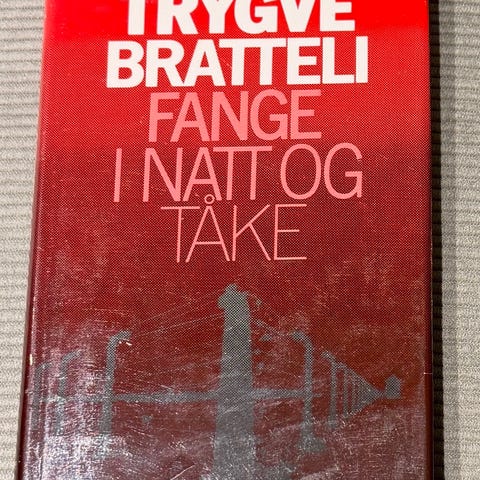 TRYGVE
BRATTELI
FANGE
I NATT OG
TÅKE